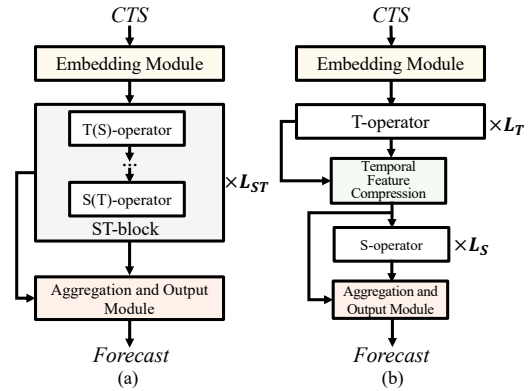 CTS
Embedding Module
T(S)-operator
...
S(T)-operator
ST-block
×L_ST
Aggregation and Output
Module
Forecast
(a)
CTS
Embedding Module
T-operator
×L_T
Temporal
Feature
Compression
S-operator
×L_S
Aggregation and
Output Module
Forecast
(b)